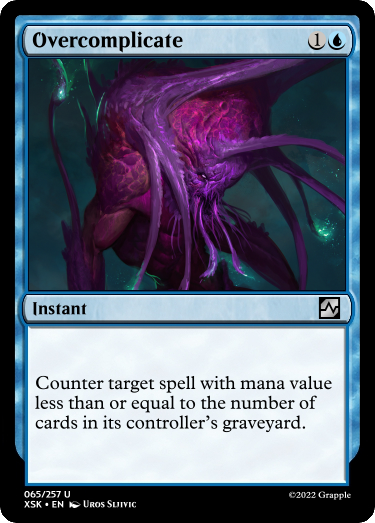 Overcomplicate
1
Instant
Counter target spell with mana value
less than or equal to the number of
cards in its controller's graveyard.
065/257 U
XSK • EN Uros Sljivic
©2022 Grapple